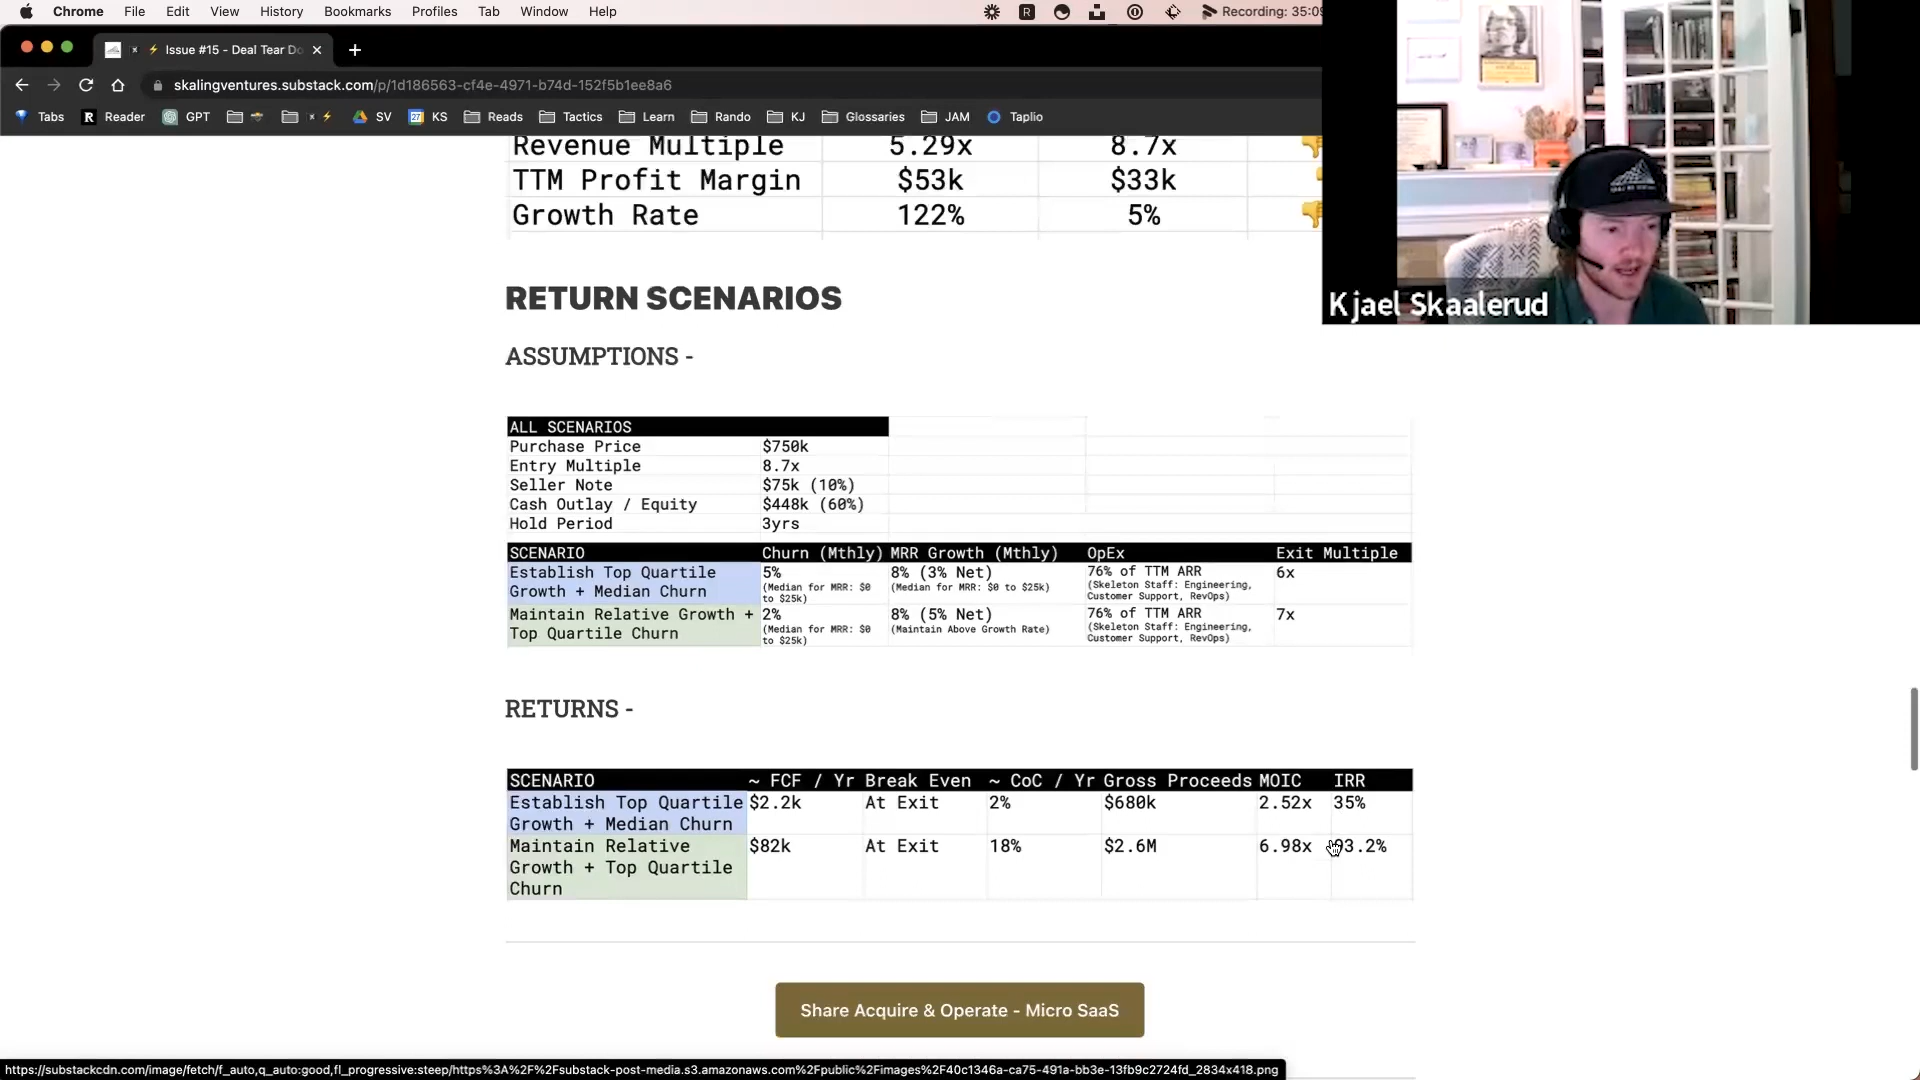 Chrome File Edit View History Bookmarks Profiles Tab Window Help Recording: 35:09
Issue #15 - Deal Tear Do
skalingventures.substack.com/p/1d186563-cf4e-4971-b74d-152f5b1ee8a6
Tabs Reader GPT SV KS Reads Tactics Learn Rando KJ Glossaries JAM Taplio
Kjael Skaalerud
Revenue Multiple 5.29x 8.7x
TTM Profit Margin $53k $33k
Growth Rate 122% 5%
RETURN SCENARIOS
ASSUMPTIONS -
ALL SCENARIOS
Purchase Price $750k
Entry Multiple 8.7x
Seller Note $75k (10%)
Cash Outlay / Equity $448k (60%)
Hold Period 3yrs
SCENARIO Churn (Mthly) MRR Growth (Mthly) OpEx Exit Multiple
Establish Top Quartile 5% 8% (3% Net) 76% of TTM ARR 6x
Growth + Median Churn (Median for MRR: $0 (Median for MRR: $0 to $25k) (Skeleton Staff: Engineering,
to $25k) Customer Support, RevOps)
Maintain Relative Growth + 2% 8% (5% Net) 76% of TTM ARR 7x
Top Quartile Churn (Median for MRR: $0 (Maintain Above Growth Rate) (Skeleton Staff: Engineering,
to $25k) Customer Support, RevOps)
RETURNS -
SCENARIO ~ FCF / Yr Break Even ~ CoC / Yr Gross Proceeds MOIC IRR
Establish Top Quartile $2.2k At Exit 2% $680k 2.52x 35%
Growth + Median Churn
Maintain Relative $82k At Exit 18% $2.6M 6.98x
Growth + Top Quartile
Churn
Share Acquire & Operate - Micro SaaS
https://substackcdn.com/image/fetch/f_auto,q_auto:good,fl_progressive:steep/https%3A%2F%2Fsubstack-post-media.s3.amazonaws.com%2Fpublic%2Fimages%2F40c1346a-ca75-491a-bb3e-13fb9c2724fd_2834x418.png